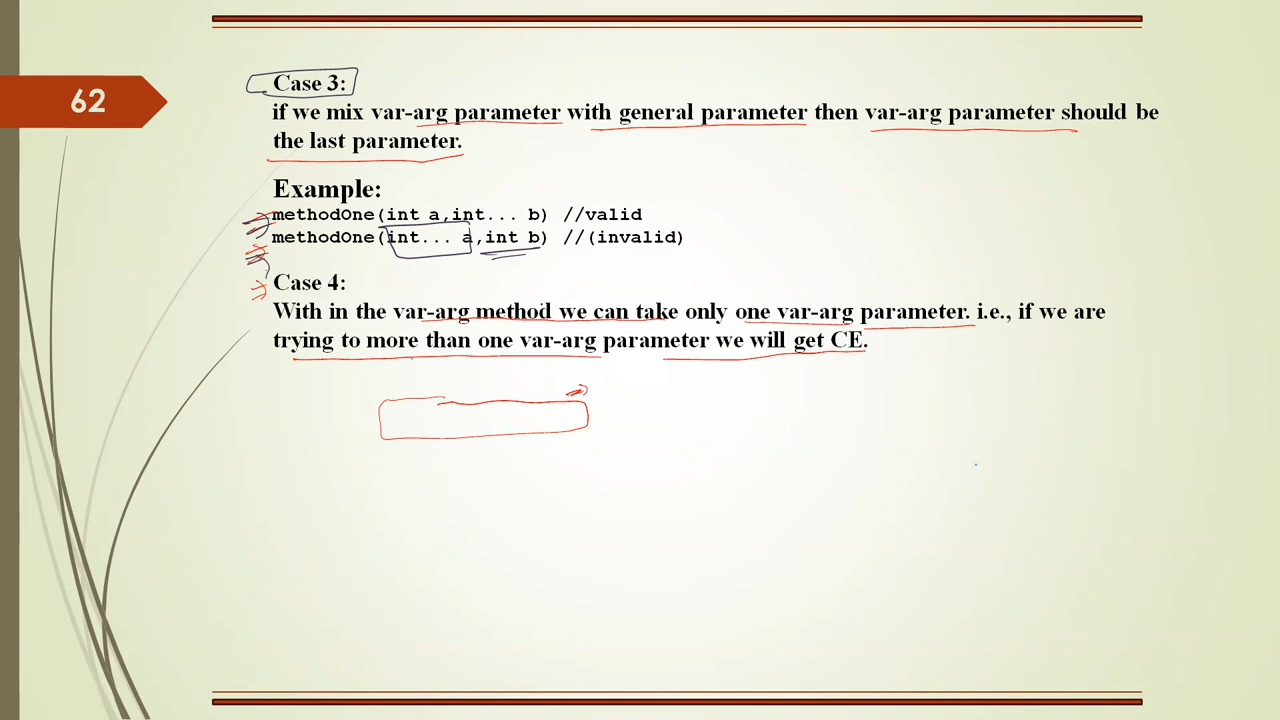 62
Case 3:
if we mix var-arg parameter with general parameter then var-arg parameter should be
the last parameter.
Example:
methodOne(int a,int... b) //valid
methodOne(int... a,int b) //(invalid)
Case 4:
With in the var-arg method we can take only one var-arg parameter. i.e., if we are
trying to more than one var-arg parameter we will get CE.